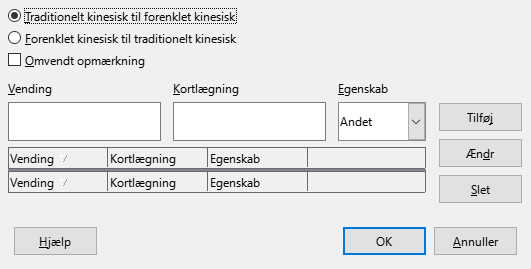 Traditionelt kinesisk til forenklet kinesisk
Forenklet kinesisk til traditionelt kinesisk
Omvendt opmærkning
Vending Kortlægning Egenskab
Andet
Tilføj
Ændr
Slet
Vending Kortlægning Egenskab
Vending Kortlægning Egenskab
Hjælp OK Annuller